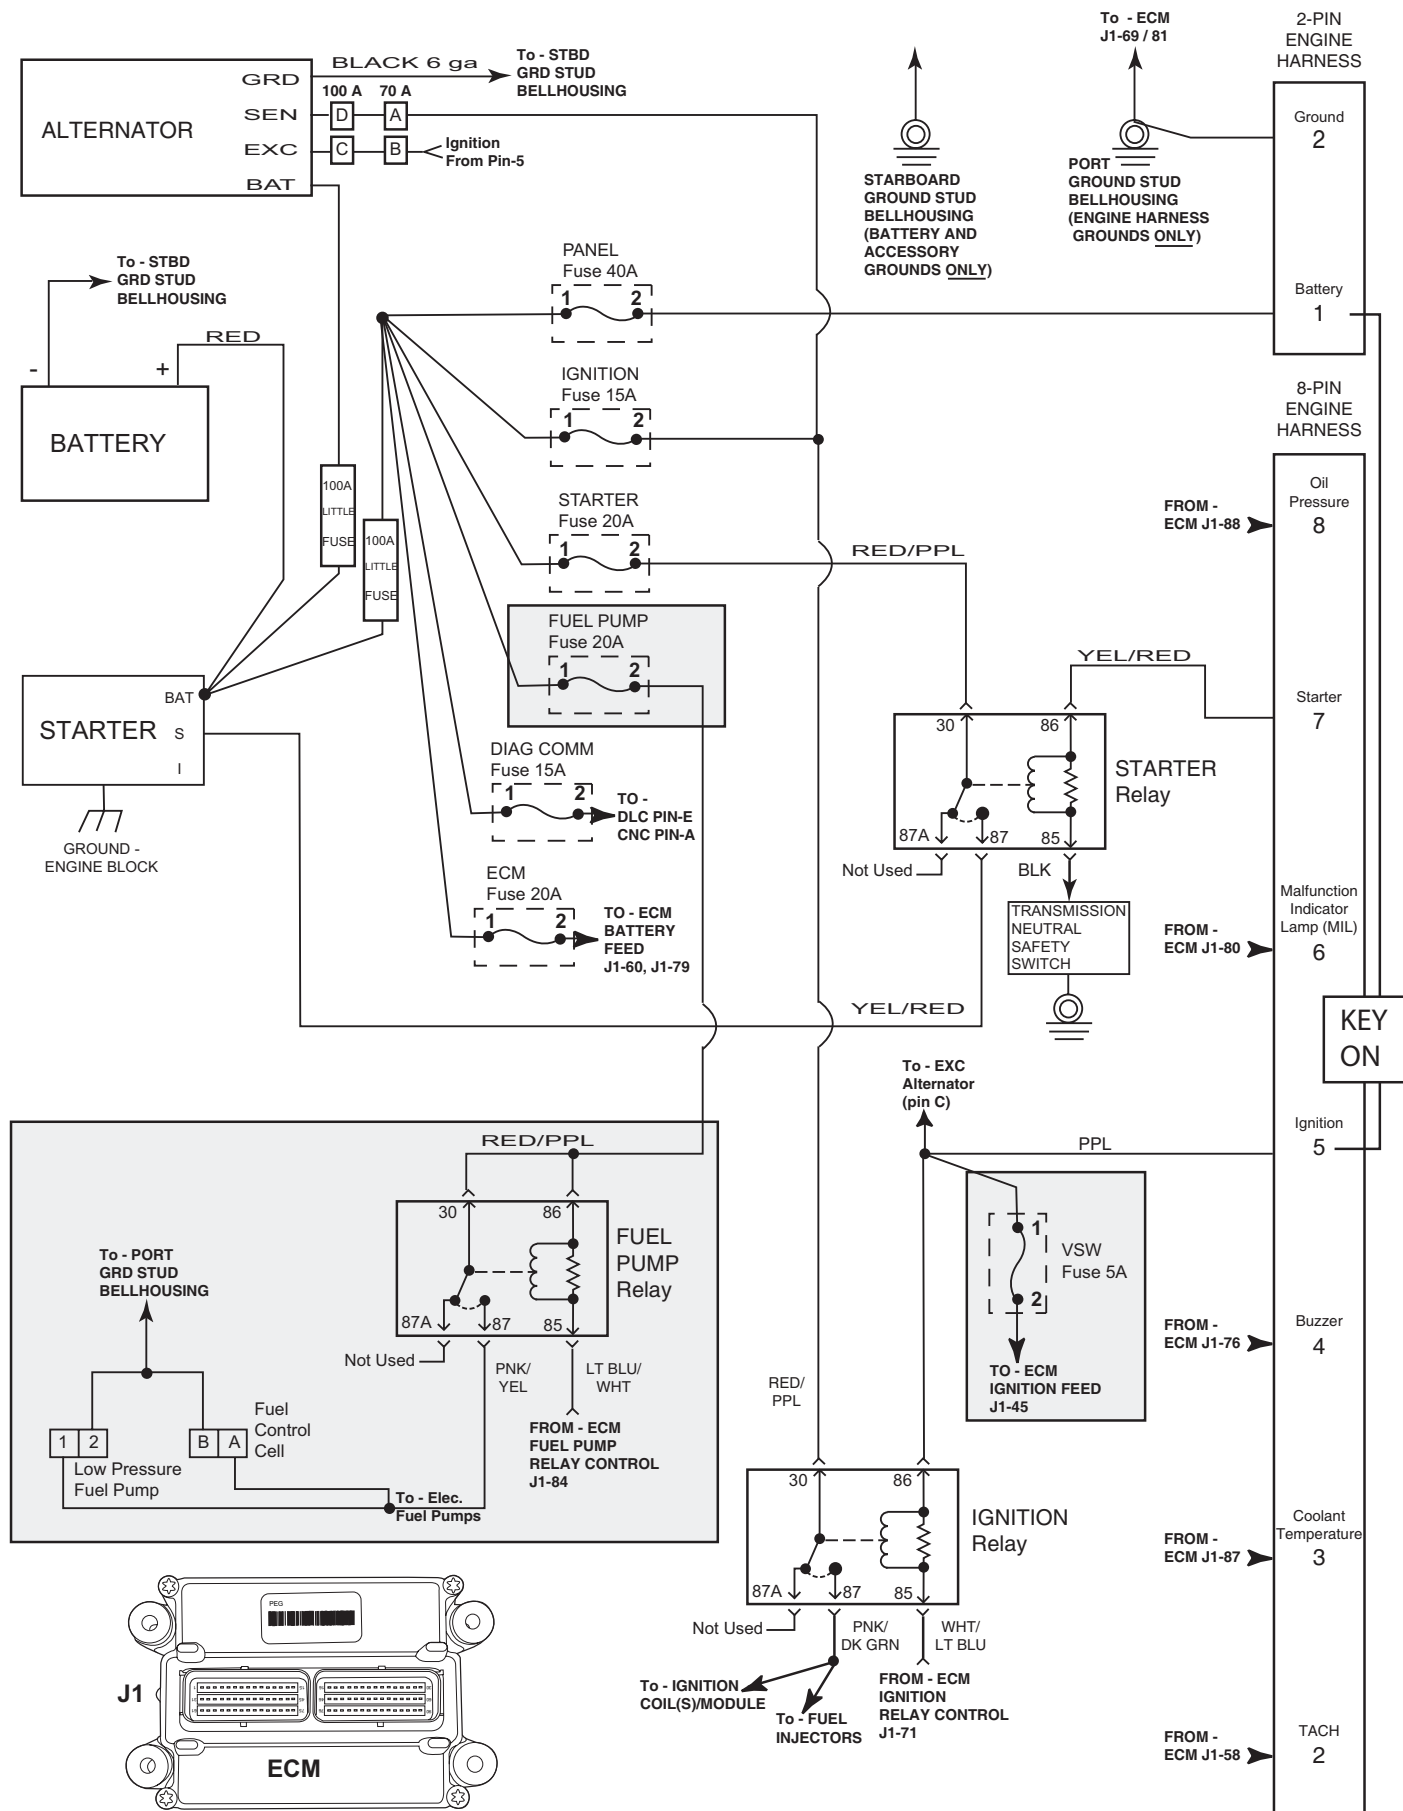 To - ECM
J1-69 / 81
2-PIN
ENGINE
HARNESS
ALTERNATOR
GRD
SEN
EXC
BAT
BLACK 6 ga
To - STBD
GRD STUD
BELLHOUSING
100 A
70 A
D
A
C
B
Ignition
From Pin-5
Ground
2
STARBOARD
GROUND STUD
BELLHOUSING
(BATTERY AND
ACCESSORY
GROUNDS ONLY)
PORT
GROUND STUD
BELLHOUSING
(ENGINE HARNESS
GROUNDS ONLY)
Battery
1
To - STBD
GRD STUD
BELLHOUSING
RED
-
+
BATTERY
PANEL
Fuse 40A
1
2
IGNITION
Fuse 15A
1
2
8-PIN
ENGINE
HARNESS
100A
LITTLE
FUSE
100A
LITTLE
FUSE
STARTER
Fuse 20A
1
2
RED/PPL
FROM -
ECM J1-88
Oil
Pressure
8
FUEL PUMP
Fuse 20A
1
2
YEL/RED
STARTER
BAT
S
I
GROUND -
ENGINE BLOCK
Starter
7
30
86
STARTER
Relay
87A
87
85
Not Used
BLK
DIAG COMM
Fuse 15A
1
2
TO -
DLC PIN-E
CNC PIN-A
ECM
Fuse 20A
1
2
TO - ECM
BATTERY
FEED
J1-60, J1-79
TRANSMISSION
NEUTRAL
SAFETY
SWITCH
FROM -
ECM J1-80
Malfunction
Indicator
Lamp (MIL)
6
YEL/RED
KEY
ON
To - EXC
Alternator
(pin C)
PPL
Ignition
5
RED/PPL
30
86
FUEL
PUMP
Relay
87A
87
85
Not Used
PNK/
YEL
LT BLU/
WHT
To - PORT
GRD STUD
BELLHOUSING
1
2
B
A
Fuel
Control
Cell
Low Pressure
Fuel Pump
To - Elec.
Fuel Pumps
FROM - ECM
FUEL PUMP
RELAY CONTROL
J1-84
1
2
VSW
Fuse 5A
TO - ECM
IGNITION FEED
J1-45
FROM -
ECM J1-76
Buzzer
4
RED/
PPL
30
86
IGNITION
Relay
87A
87
85
Not Used
PNK/
DK GRN
WHT/
LT BLU
To - IGNITION
COIL(S)/MODULE
To - FUEL
INJECTORS
FROM - ECM
IGNITION
RELAY CONTROL
J1-71
FROM -
ECM J1-87
Coolant
Temperature
3
PEG
J1
ECM
FROM -
ECM J1-58
TACH
2